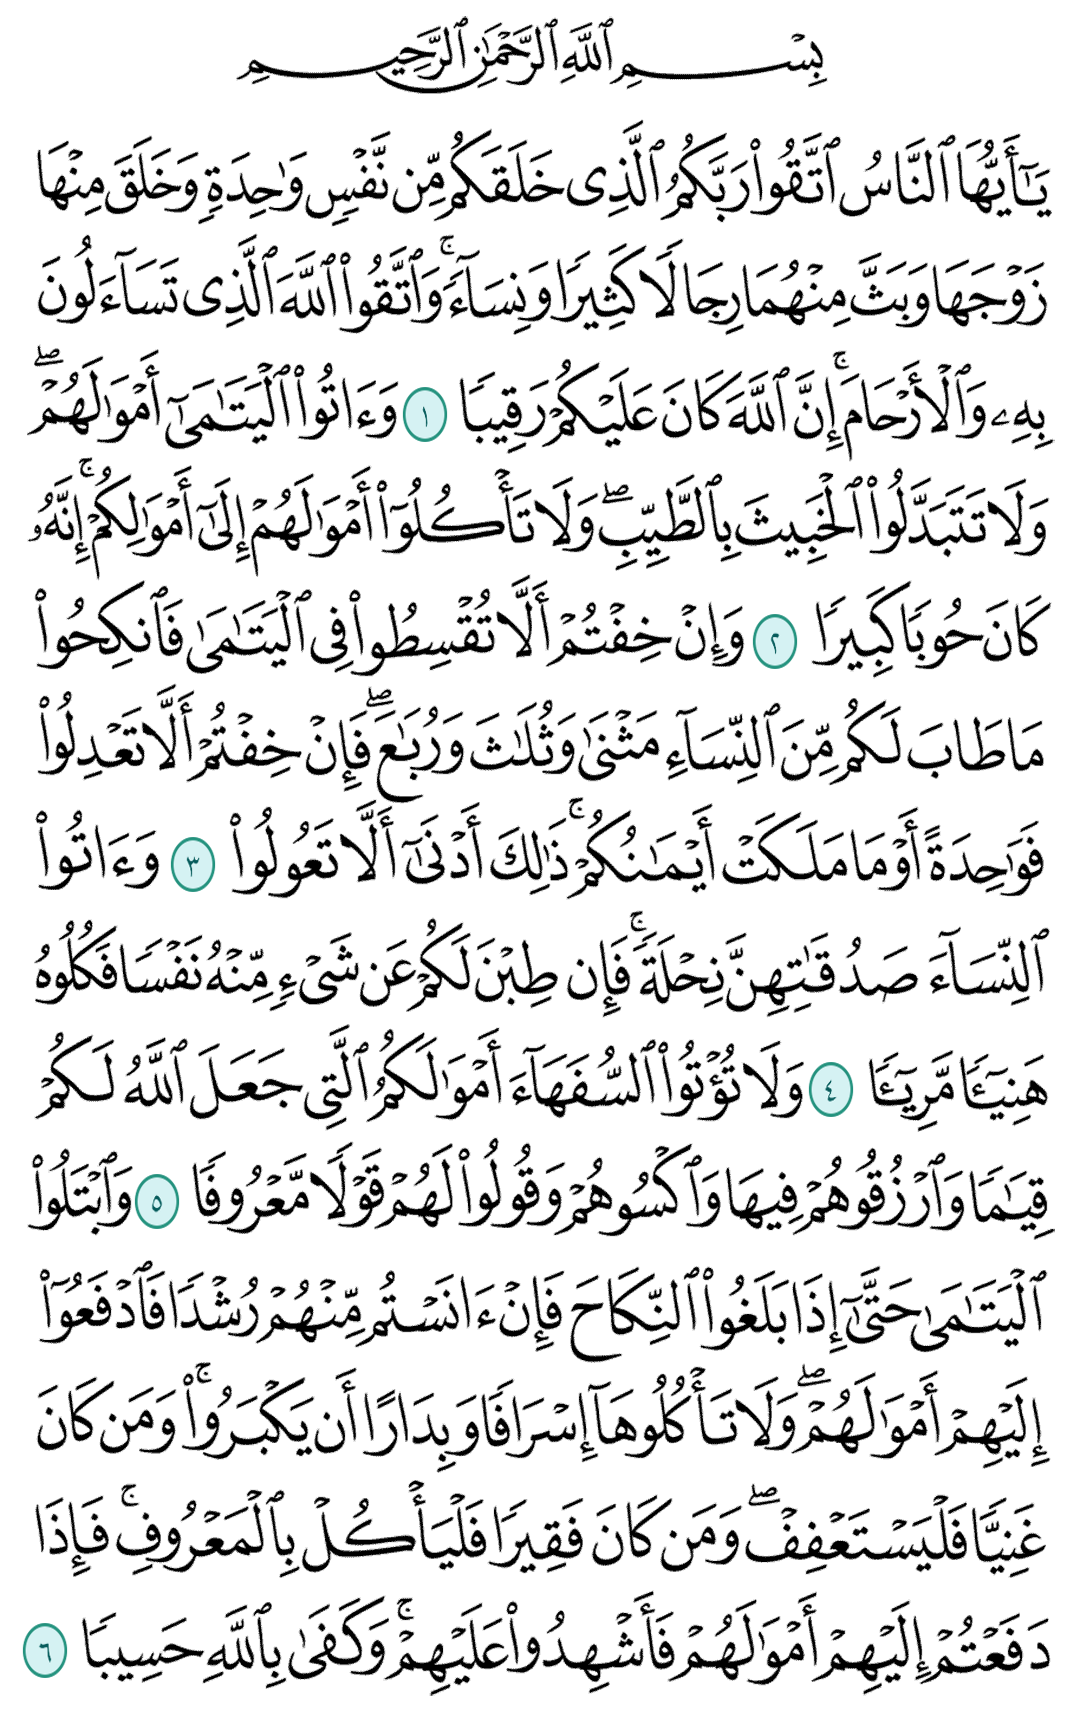 بِسْمِ ٱللَّهِ ٱلرَّحْمَٰنِ ٱلرَّحِيمِ
يَٰٓأَيُّهَا ٱلنَّاسُ ٱتَّقُوا۟ رَبَّكُمُ ٱلَّذِى خَلَقَكُم مِّن نَّفْسٍ وَٰحِدَةٍ وَخَلَقَ مِنْهَا
زَوْجَهَا وَبَثَّ مِنْهُمَا رِجَالًا كَثِيرًا وَنِسَآءً ۚ وَٱتَّقُوا۟ ٱللَّهَ ٱلَّذِى تَسَآءَلُونَ
بِهِۦ وَٱلْأَرْحَامَ ۚ إِنَّ ٱللَّهَ كَانَ عَلَيْكُمْ رَقِيبًا ١ وَءَاتُوا۟ ٱلْيَتَٰمَىٰٓ أَمْوَٰلَهُمْ ۖ
وَلَا تَتَبَدَّلُوا۟ ٱلْخَبِيثَ بِٱلطَّيِّبِ ۖ وَلَا تَأْكُلُوٓا۟ أَمْوَٰلَهُمْ إِلَىٰٓ أَمْوَٰلِكُمْ ۚ إِنَّهُۥ
كَانَ حُوبًا كَبِيرًا ٢ وَإِنْ خِفْتُمْ أَلَّا تُقْسِطُوا۟ فِى ٱلْيَتَٰمَىٰ فَٱنكِحُوا۟
مَا طَابَ لَكُم مِّنَ ٱلنِّسَآءِ مَثْنَىٰ وَثُلَٰثَ وَرُبَٰعَ ۖ فَإِنْ خِفْتُمْ أَلَّا تَعْدِلُوا۟
فَوَٰحِدَةً أَوْ مَا مَلَكَتْ أَيْمَٰنُكُمْ ۚ ذَٰلِكَ أَدْنَىٰٓ أَلَّا تَعُولُوا۟ ٣ وَءَاتُوا۟
ٱلنِّسَآءَ صَدُقَٰتِهِنَّ نِحْلَةً ۚ فَإِن طِبْنَ لَكُمْ عَن شَىْءٍ مِّنْهُ نَفْسًا فَكُلُوهُ
هَنِيٓـًٔا مَّرِيٓـًٔا ٤ وَلَا تُؤْتُوا۟ ٱلسُّفَهَآءَ أَمْوَٰلَكُمُ ٱلَّتِى جَعَلَ ٱللَّهُ لَكُمْ
قِيَٰمًا وَٱرْزُقُوهُمْ فِيهَا وَٱكْسُوهُمْ وَقُولُوا۟ لَهُمْ قَوْلًا مَّعْرُوفًا ٥ وَٱبْتَلُوا۟
ٱلْيَتَٰمَىٰ حَتَّىٰٓ إِذَا بَلَغُوا۟ ٱلنِّكَاحَ فَإِنْ ءَانَسْتُم مِّنْهُمْ رُشْدًا فَٱدْفَعُوٓا۟
إِلَيْهِمْ أَمْوَٰلَهُمْ ۖ وَلَا تَأْكُلُوهَآ إِسْرَافًا وَبِدَارًا أَن يَكْبَرُوا۟ ۚ وَمَن كَانَ
غَنِيًّا فَلْيَسْتَعْفِفْ ۖ وَمَن كَانَ فَقِيرًا فَلْيَأْكُلْ بِٱلْمَعْرُوفِ ۚ فَإِذَا
دَفَعْتُمْ إِلَيْهِمْ أَمْوَٰلَهُمْ فَأَشْهِدُوا۟ عَلَيْهِمْ ۚ وَكَفَىٰ بِٱللَّهِ حَسِيبًا ٦